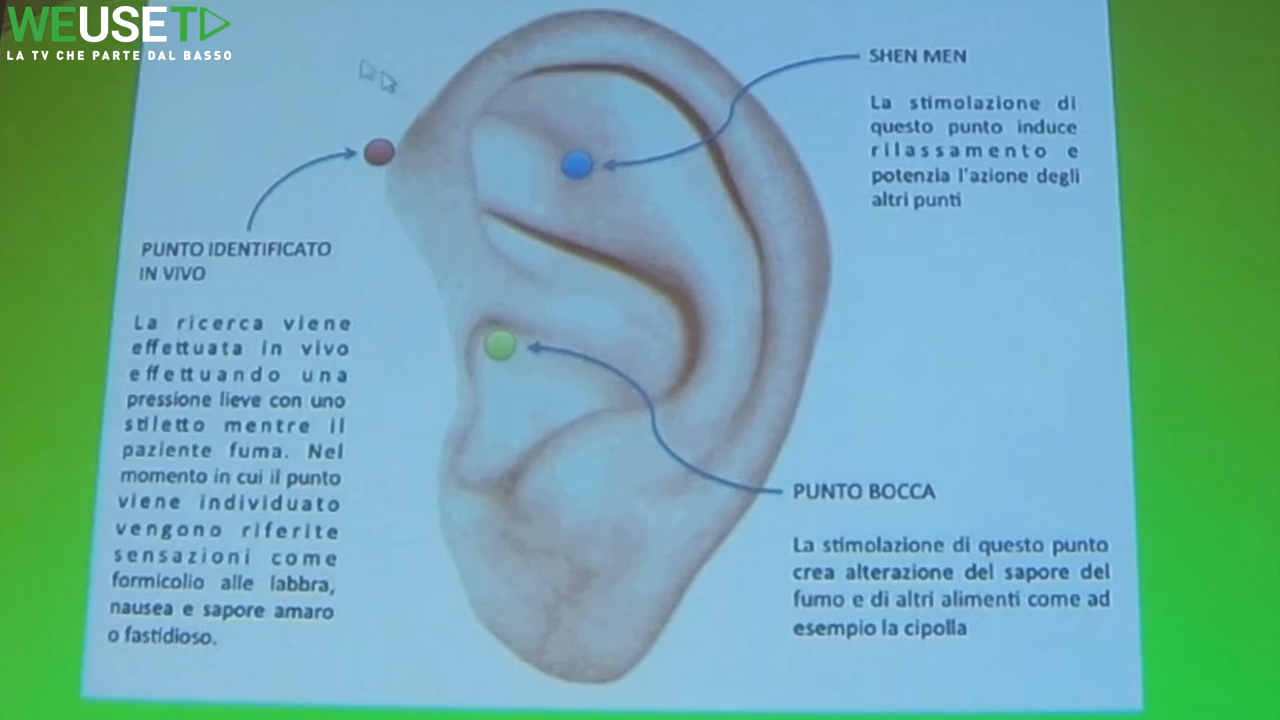 WEUSETV
LA TV CHE PARTE DAL BASSO
SHEN MEN
La stimolazione di
questo punto induce
rilassamento e
potenzia l'azione degli
altri punti
PUNTO IDENTIFICATO
IN VIVO
La ricerca viene
effettuata in vivo
effettuando una
pressione lieve con uno
stiletto mentre il
paziente fuma. Nel
momento in cui il punto
viene individuato
vengono riferite
sensazioni come
formicolio alle labbra,
nausea e sapore amaro
o fastidioso.
PUNTO BOCCA
La stimolazione di questo punto
crea alterazione del sapore del
fumo e di altri alimenti come ad
esempio la cipolla